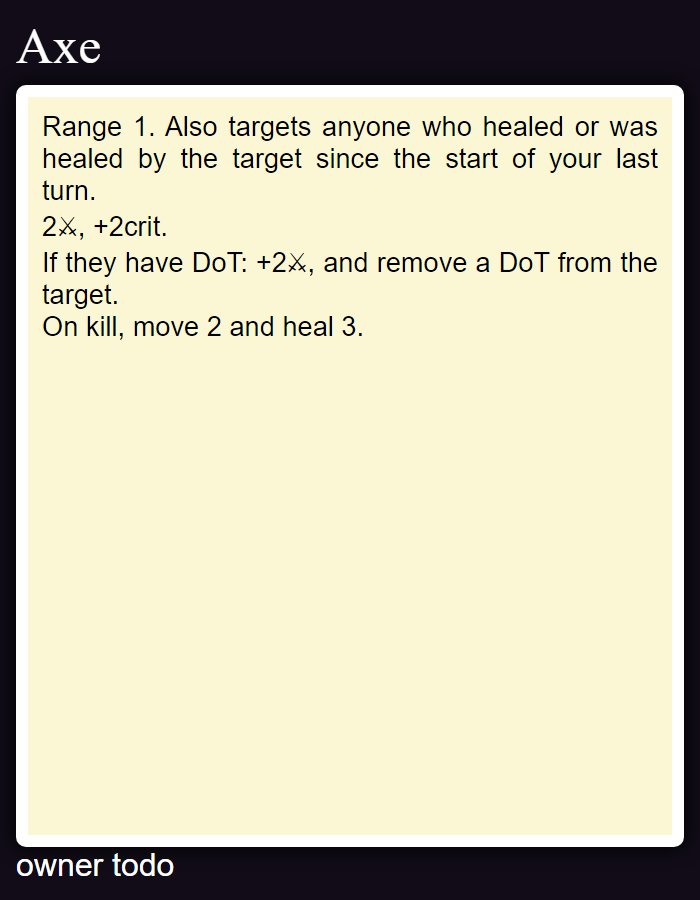 Axe
Range 1. Also targets anyone who healed or was
healed by the target since the start of your last
turn.
2⚔, +2crit.
If they have DoT: +2⚔, and remove a DoT from the
target.
On kill, move 2 and heal 3.
owner todo